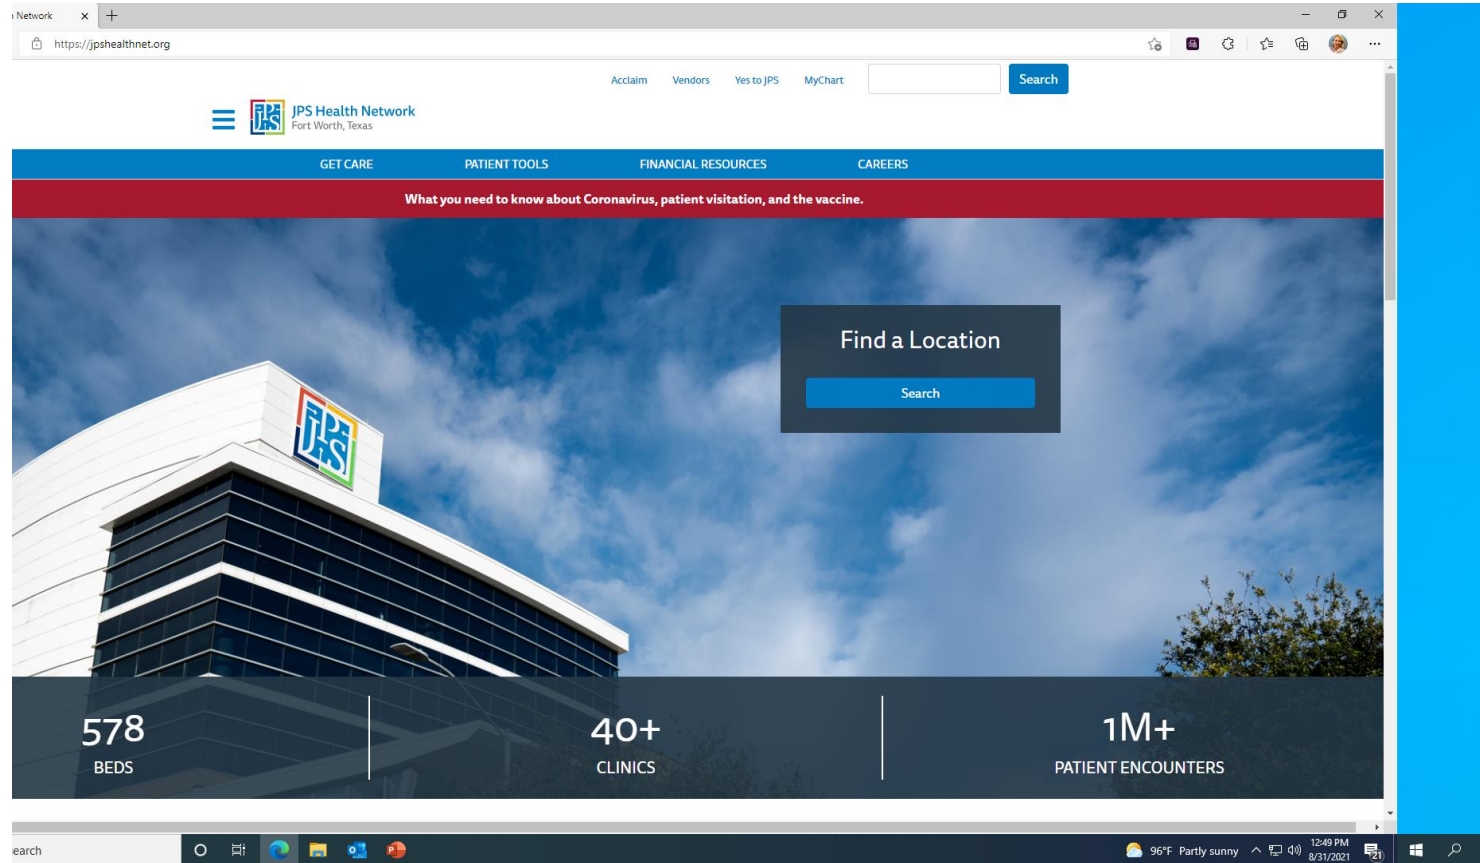 Network
https://jpshealthnet.org
Acclaim Vendors Yes to JPS MyChart Search
JPS
JPS Health Network
Fort Worth, Texas
GET CARE PATIENT TOOLS FINANCIAL RESOURCES CAREERS
What you need to know about Coronavirus, patient visitation, and the vaccine.
Find a Location
Search
JPS
578 40+ 1M+
BEDS CLINICS PATIENT ENCOUNTERS
earch 96°F Partly sunny 12:49 PM
8/31/2021 21